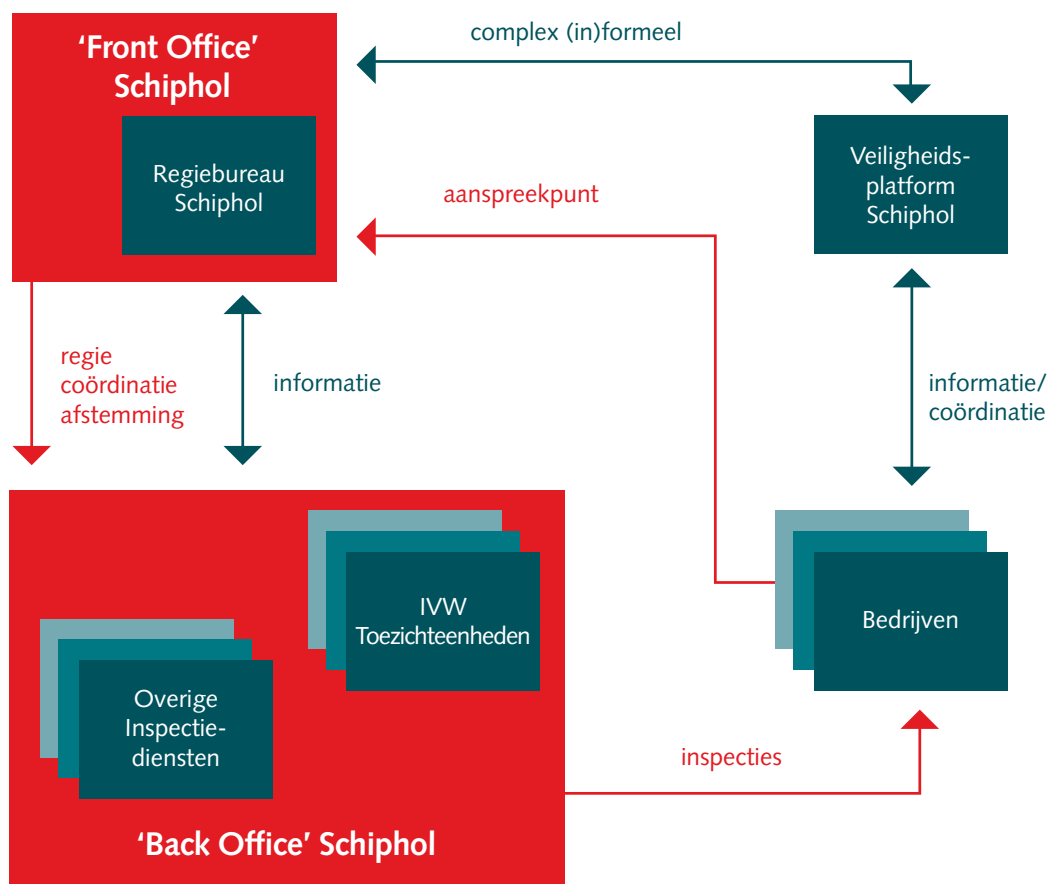 ‘Front Office’
Schiphol
Regiebureau
Schiphol
complex (in)formeel
Veiligheids-
platform
Schiphol
aanspreekpunt
regie
coördinatie
afstemming
informatie
informatie/
coördinatie
IVW
Toezichteenheden
Bedrijven
Overige
Inspectie-
diensten
inspecties
‘Back Office’ Schiphol